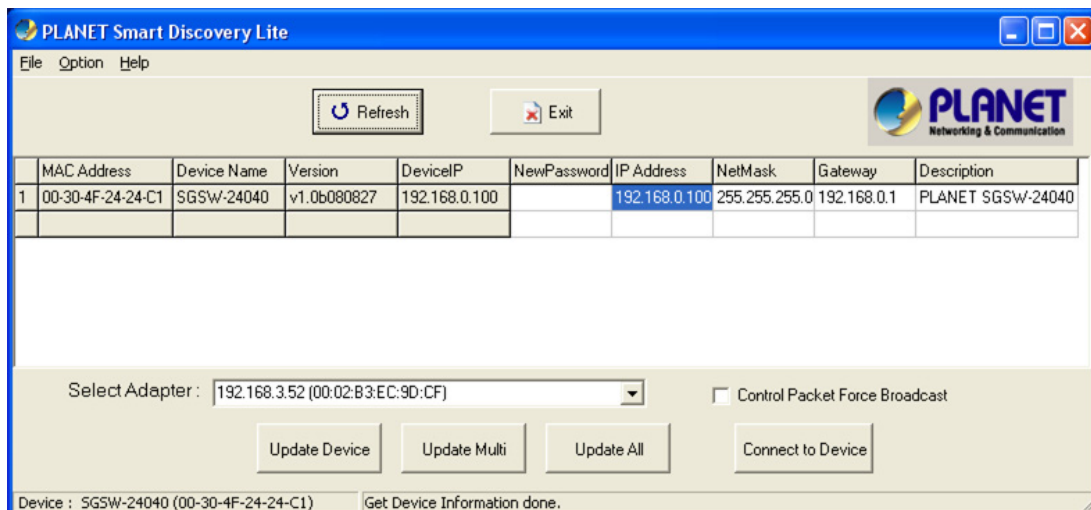 PLANET Smart Discovery Lite
File Option Help
Refresh
Exit
PLANET
Networking & Communication
MAC Address Device Name Version DeviceIP NewPassword IP Address NetMask Gateway Description
1 00-30-4F-24-24-C1 SGSW-24040 v1.0b080827 192.168.0.100 192.168.0.100 255.255.255.0 192.168.0.1 PLANET SGSW-24040
Select Adapter : 192.168.3.52 (00:02:B3:EC:9D:CF) Control Packet Force Broadcast
Update Device Update Multi Update All Connect to Device
Device : SGSW-24040 (00-30-4F-24-24-C1) Get Device Information done.